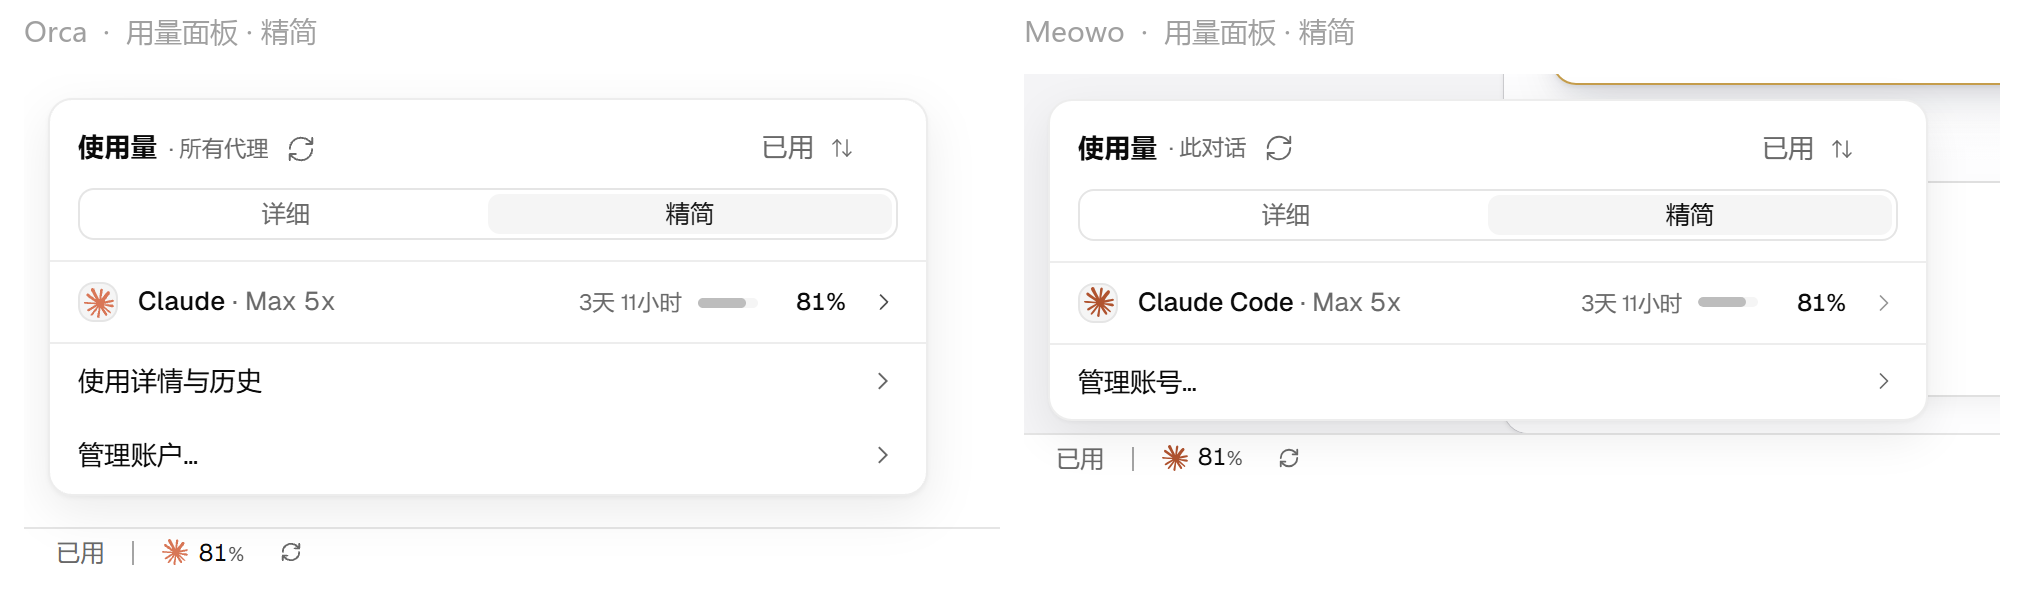 Orca · 用量面板 · 精简
使用量 · 所有代理 已用
详细 精简
Claude · Max 5x 3天 11小时 81%
使用详情与历史
管理账户...
已用 81%
Meowo · 用量面板 · 精简
使用量 · 此对话 已用
详细 精简
Claude Code · Max 5x 3天 11小时 81%
管理账号...
已用 81%